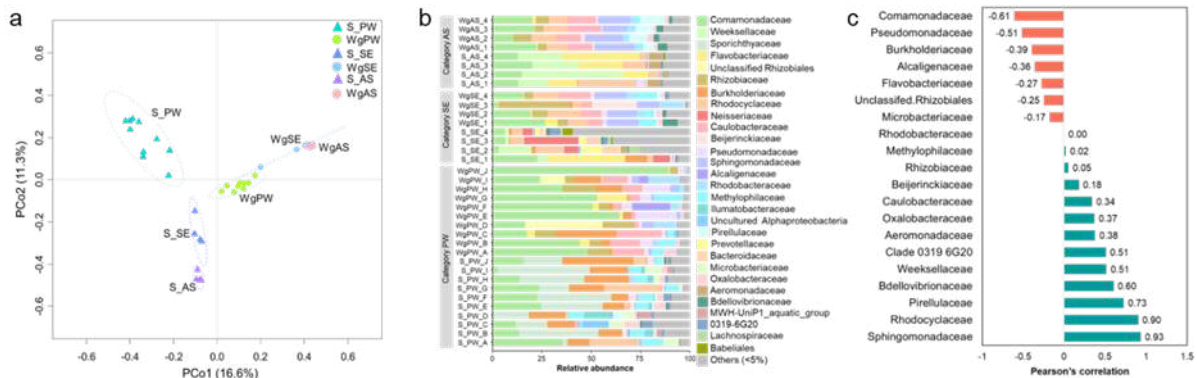 a
0.6
0.4
0.2
0.0
-0.2
-0.4
-0.6
PCo2 (11.3%)
-0.6 -0.4 -0.2 0.0 0.2 0.4 0.6
PCo1 (16.6%)
S_PW
WgPW
S_SE
WgSE
S_AS
WgAS
S_PW
WgSE
WgAS
WgPW
S_SE
S_AS
b
Category AS
Category SE
Category PW
WgAS_4
WgAS_3
WgAS_2
WgAS_1
S_AS_4
S_AS_3
S_AS_2
S_AS_1
WgSE_4
WgSE_3
WgSE_2
WgSE_1
S_SE_4
S_SE_3
S_SE_2
S_SE_1
WgPW_J
WgPW_I
WgPW_H
WgPW_G
WgPW_F
WgPW_E
WgPW_D
WgPW_C
WgPW_B
WgPW_A
S_PW_J
S_PW_I
S_PW_H
S_PW_G
S_PW_F
S_PW_E
S_PW_D
S_PW_C
S_PW_B
S_PW_A
0 25 50 75 100
Relative abundance
Comamonadaceae
Weeksellaceae
Sporichthyaceae
Flavobacteriaceae
Unclassified Rhizobiales
Rhizobiaceae
Burkholderiaceae
Rhodocyclaceae
Neisseriaceae
Caulobacteraceae
Beijerinckiaceae
Pseudomonadaceae
Sphingomonadaceae
Alcaligenaceae
Rhodobacteraceae
Methylophilaceae
Ilumatobacteraceae
Uncultured Alphaproteobacteria
Pirellulaceae
Prevotellaceae
Bacteroidaceae
Microbacteriaceae
Oxalobacteraceae
Aeromonadaceae
Bdellovibrionaceae
MWH-UniP1_aquatic_group
0319-6G20
Lachnospiraceae
Babeliales
Others (<5%)
c
Comamonadaceae -0.61
Pseudomonadaceae -0.51
Burkholderiaceae -0.39
Alcaligenaceae -0.36
Flavobacteriaceae -0.27
Unclassifed.Rhizobiales -0.25
Microbacteriaceae -0.17
Rhodobacteraceae 0.00
Methylophilaceae 0.02
Rhizobiaceae 0.05
Beijerinckiaceae 0.18
Caulobacteraceae 0.34
Oxalobacteraceae 0.37
Aeromonadaceae 0.38
Clade 0319 6G20 0.51
Weeksellaceae 0.51
Bdellovibrionaceae 0.60
Pirellulaceae 0.73
Rhodocyclaceae 0.90
Sphingomonadaceae 0.93
-1 -0.5 0 0.5 1.0 1.5
Pearson's correlation